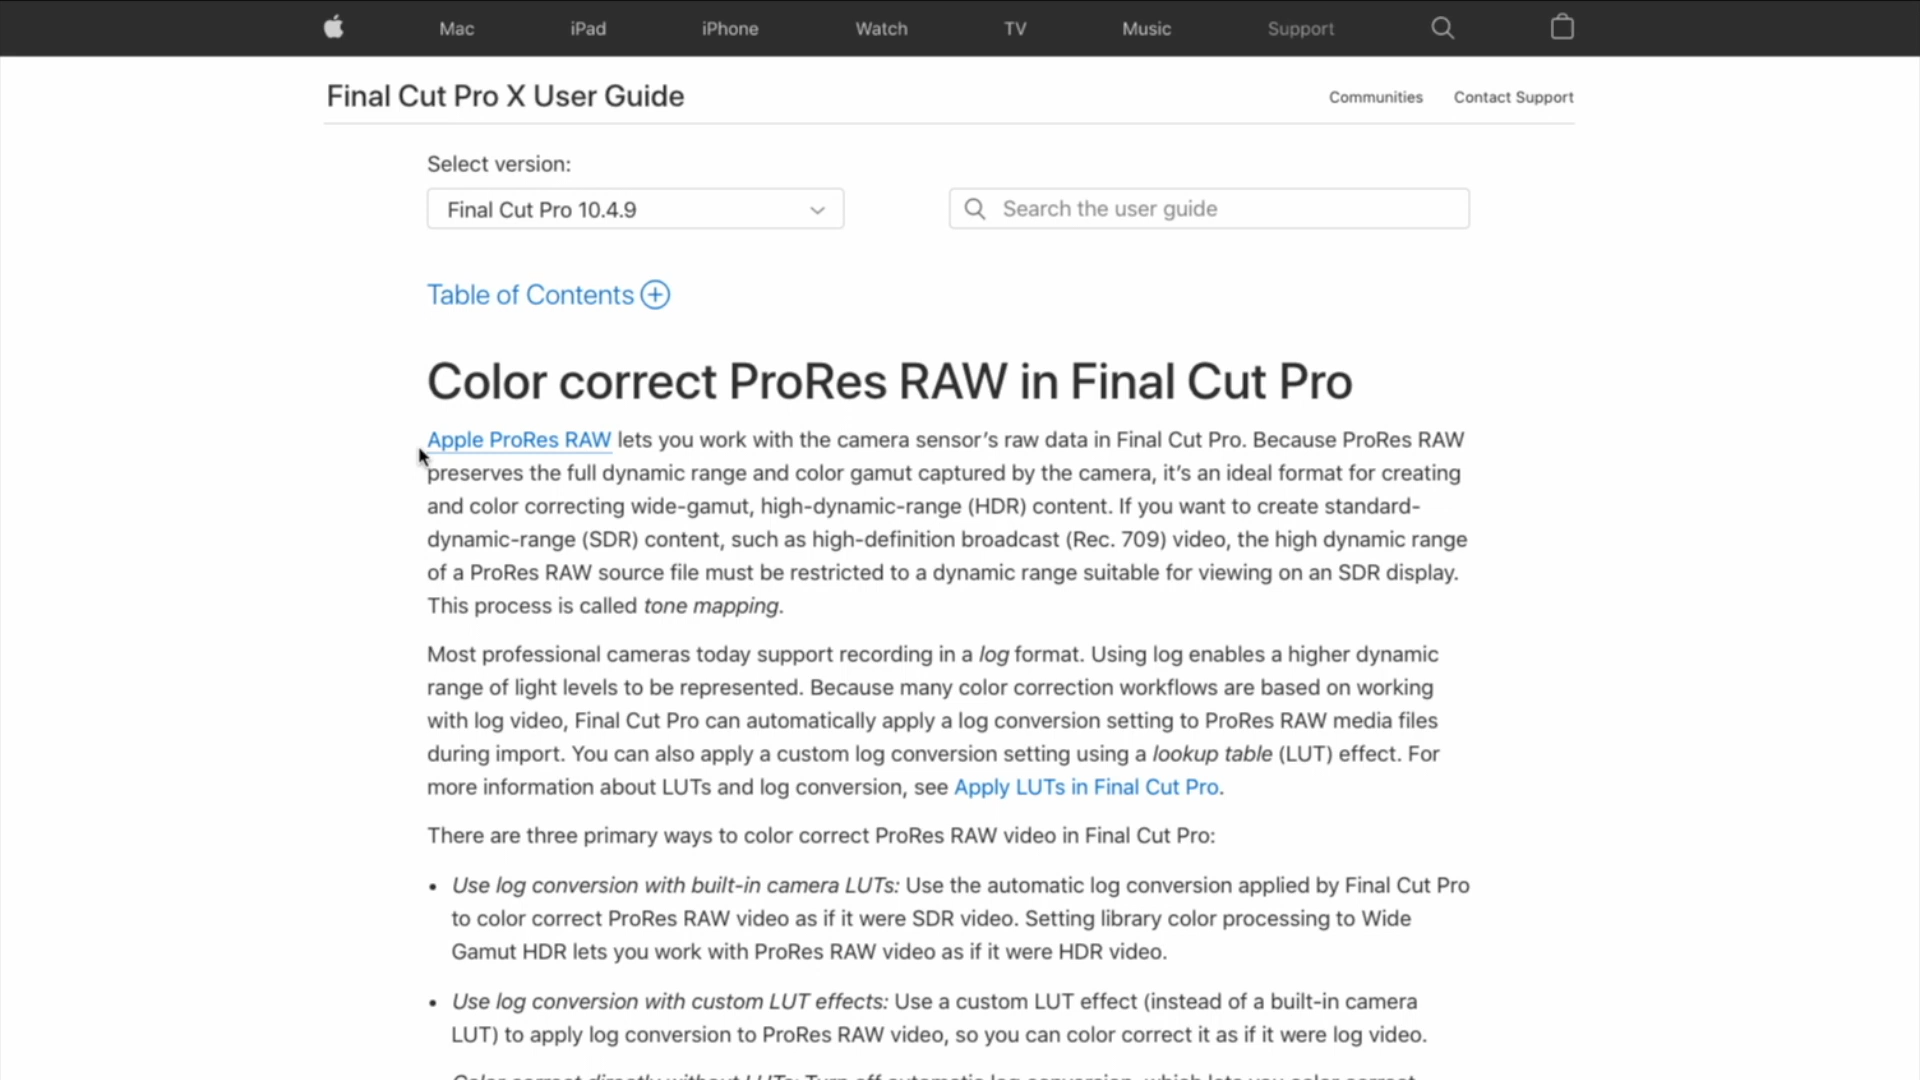 Mac iPad iPhone Watch TV Music Support
Final Cut Pro X User Guide
Communities Contact Support
Select version:
Final Cut Pro 10.4.9
Search the user guide
Table of Contents
Color correct ProRes RAW in Final Cut Pro
Apple ProRes RAW lets you work with the camera sensor’s raw data in Final Cut Pro. Because ProRes RAW
preserves the full dynamic range and color gamut captured by the camera, it’s an ideal format for creating
and color correcting wide-gamut, high-dynamic-range (HDR) content. If you want to create standard-
dynamic-range (SDR) content, such as high-definition broadcast (Rec. 709) video, the high dynamic range
of a ProRes RAW source file must be restricted to a dynamic range suitable for viewing on an SDR display.
This process is called tone mapping.
Most professional cameras today support recording in a log format. Using log enables a higher dynamic
range of light levels to be represented. Because many color correction workflows are based on working
with log video, Final Cut Pro can automatically apply a log conversion setting to ProRes RAW media files
during import. You can also apply a custom log conversion setting using a lookup table (LUT) effect. For
more information about LUTs and log conversion, see Apply LUTs in Final Cut Pro.
There are three primary ways to color correct ProRes RAW video in Final Cut Pro:
• Use log conversion with built-in camera LUTs: Use the automatic log conversion applied by Final Cut Pro
to color correct ProRes RAW video as if it were SDR video. Setting library color processing to Wide
Gamut HDR lets you work with ProRes RAW video as if it were HDR video.
• Use log conversion with custom LUT effects: Use a custom LUT effect (instead of a built-in camera
LUT) to apply log conversion to ProRes RAW video, so you can color correct it as if it were log video.
Color correct directly without LUTs: Turn off automatic log conversion, which lets you color correct